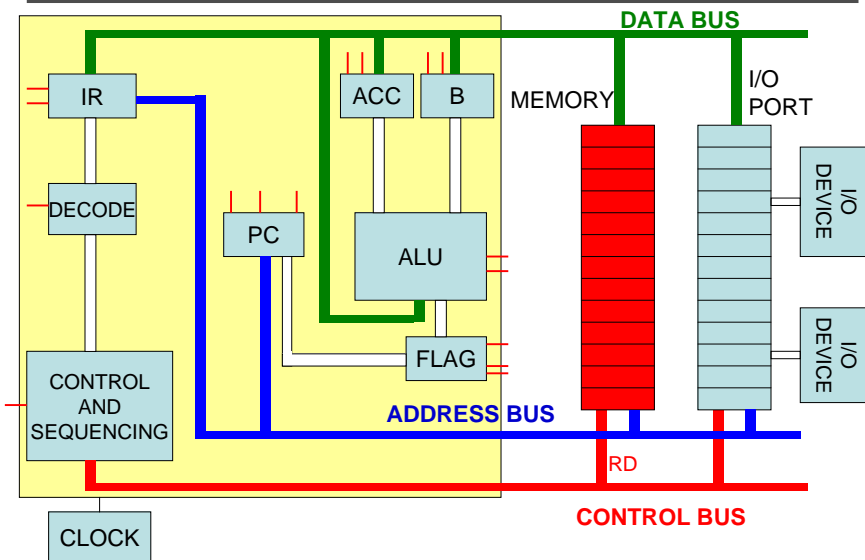 DATA BUS
IR
ACC
B
MEMORY
I/O
PORT
DECODE
PC
ALU
I/O
DEVICE
FLAG
I/O
DEVICE
CONTROL
AND
SEQUENCING
ADDRESS BUS
RD
CONTROL BUS
CLOCK